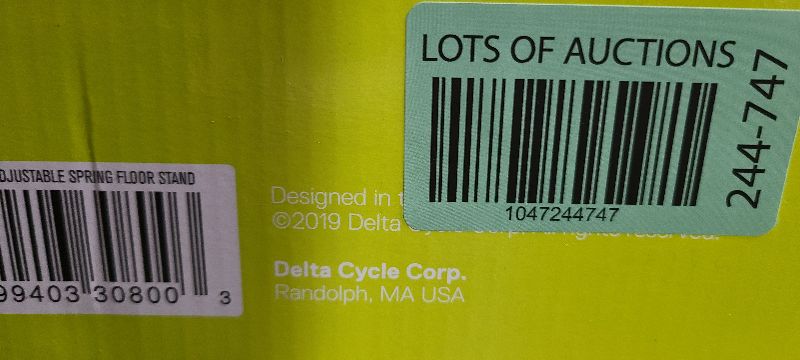 LOTS OF AUCTIONS
1047244747
244-747
DJUSTABLE SPRING FLOOR STAND
99403 30800 3
Designed in
©2019 Delta
Delta Cycle Corp.
Randolph, MA USA